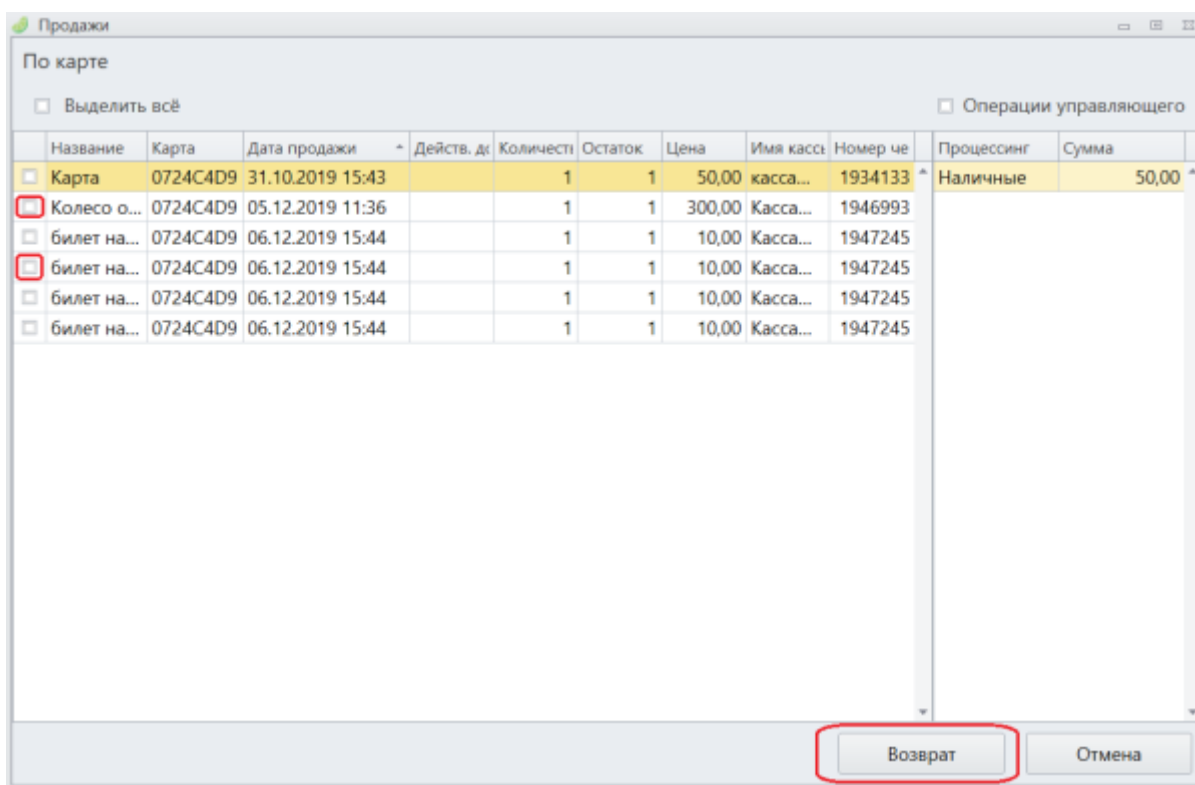 Продажи
По карте
Выделить всё Операции управляющего
Название Карта Дата продажи Действ. дс Количести Остаток Цена Имя кассь Номер че Процессинг Сумма
Карта 0724C4D9 31.10.2019 15:43 1 1 50,00 касса... 1934133 Наличные 50,00
Колесо о... 0724C4D9 05.12.2019 11:36 1 1 300,00 Касса... 1946993
билет на... 0724C4D9 06.12.2019 15:44 1 1 10,00 Касса... 1947245
билет на... 0724C4D9 06.12.2019 15:44 1 1 10,00 Касса... 1947245
билет на... 0724C4D9 06.12.2019 15:44 1 1 10,00 Касса... 1947245
билет на... 0724C4D9 06.12.2019 15:44 1 1 10,00 Касса... 1947245
Возврат Отмена